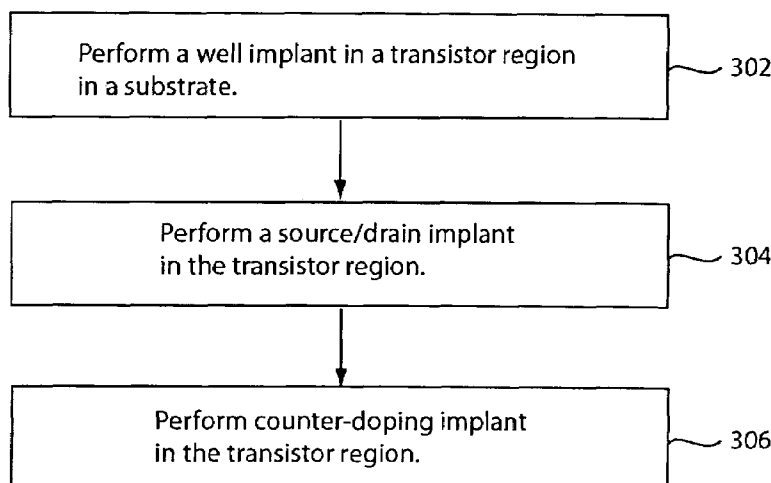 Perform a well implant in a transistor region
in a substrate.
302
Perform a source/drain implant
in the transistor region.
304
Perform counter-doping implant
in the transistor region.
306